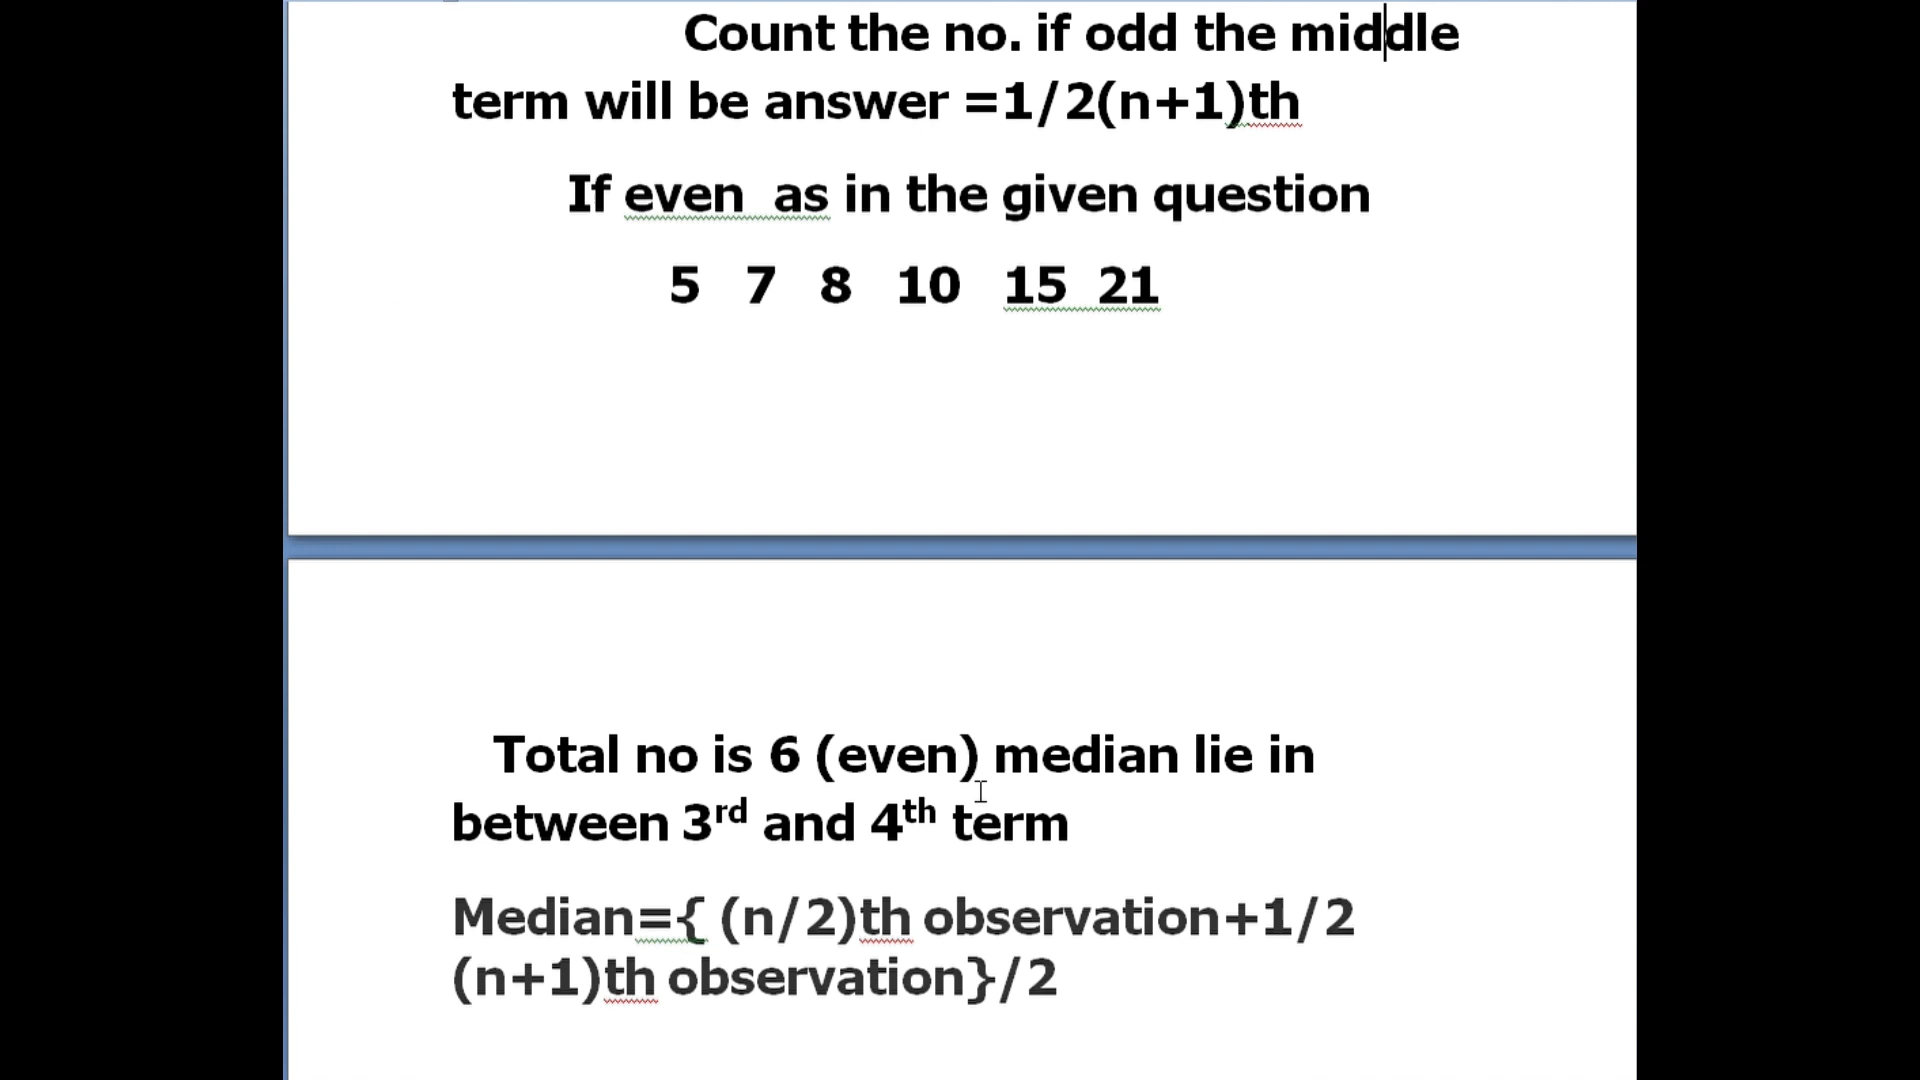 Count the no. if odd the middle
term will be answer =1/2(n+1)th
If even  as in the given question
5   7   8   10   15  21
Total no is 6 (even) median lie in
between 3rd and 4th term
Median={ (n/2)th observation+1/2
(n+1)th observation}/2